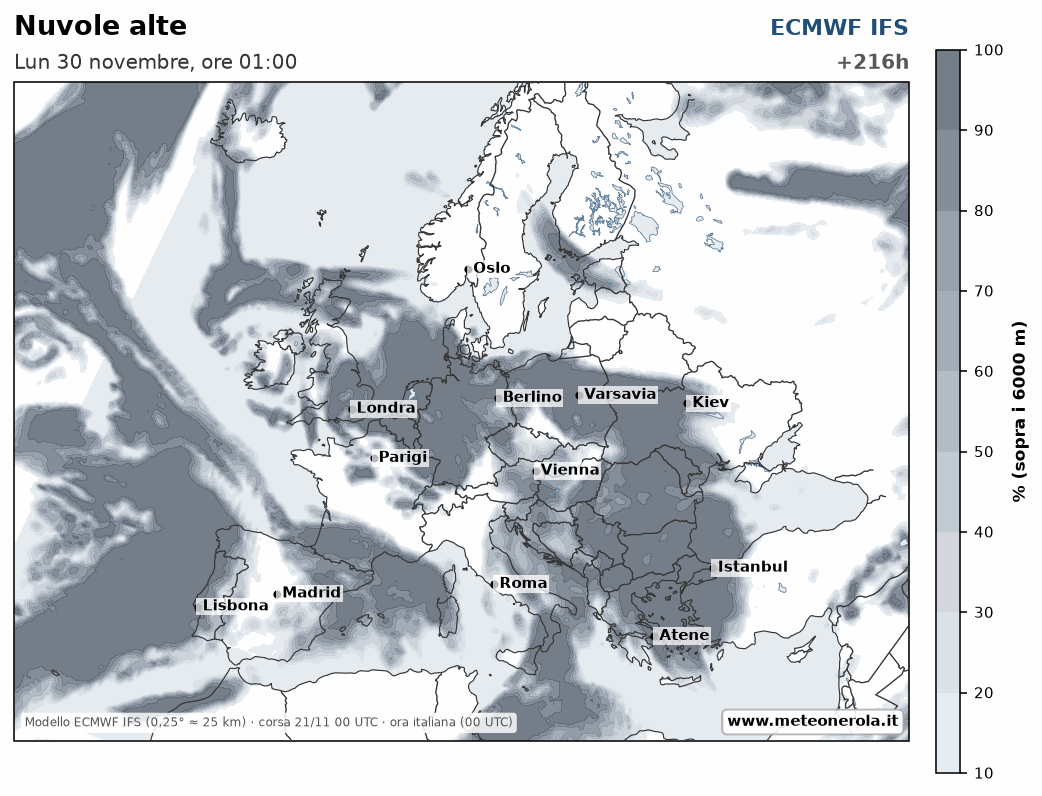 Nuvole alte
ECMWF IFS
Lun 30 novembre, ore 01:00
+216h
100
90
80
70
60
50
40
30
20
10
% (sopra i 6000 m)
Oslo
Londra
Berlino
Varsavia
Kiev
Parigi
Vienna
Istanbul
Roma
Madrid
Lisbona
Atene
Modello ECMWF IFS (0,25° ≈ 25 km) · corsa 21/11 00 UTC · ora italiana (00 UTC)
www.meteonerola.it